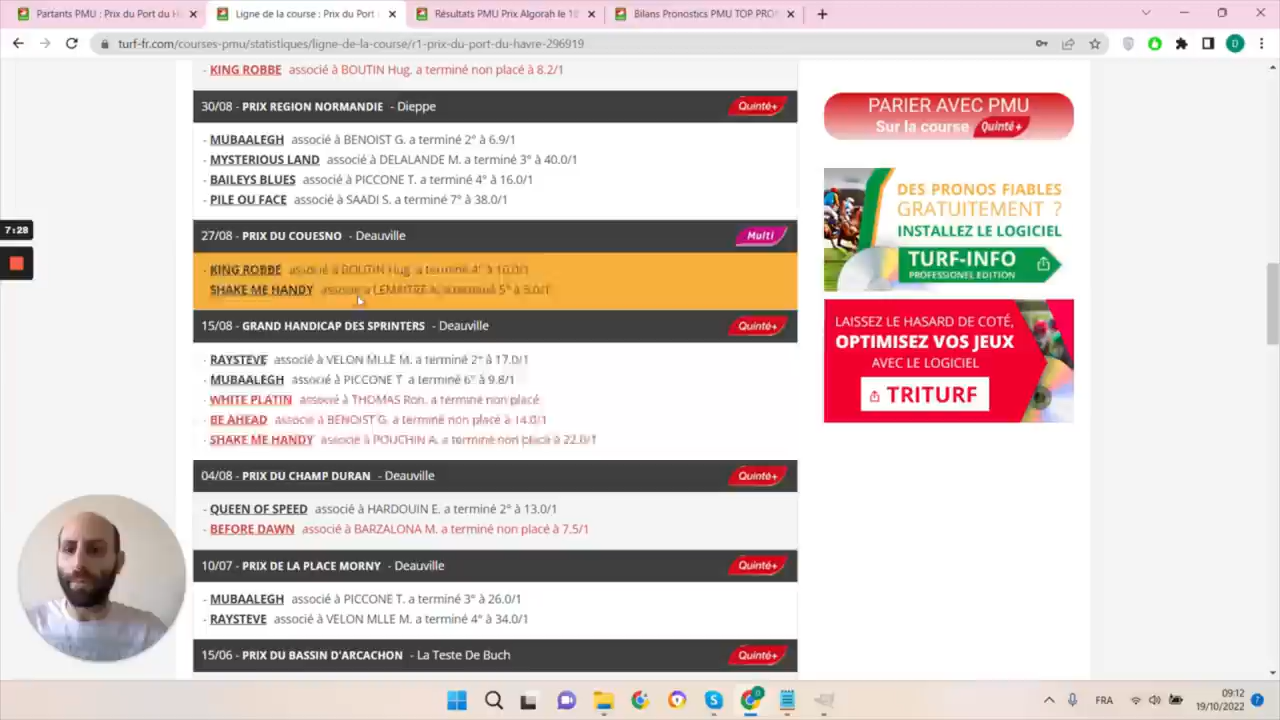 Partants PMU : Prix du Port du H
Ligne de la course : Prix du Port
Résultats PMU Prix Algorah le 1
Bilans Pronostics PMU TOP PRO
turf-fr.com/courses-pmu/statistiques/ligne-de-la-course/r1-prix-du-port-du-havre-296919
D
- KING ROBBE associé à BOUTIN Hug. a terminé non placé à 8.2/1
30/08 - PRIX REGION NORMANDIE - Dieppe Quinté+
- MUBAALEGH associé à BENOIST G. a terminé 2° à 6.9/1
- MYSTERIOUS LAND associé à DELALANDE M. a terminé 3° à 40.0/1
- BAILEYS BLUES associé à PICCONE T. a terminé 4° à 16.0/1
- PILE OU FACE associé à SAADI S. a terminé 7° à 38.0/1
27/08 - PRIX DU COUESNO - Deauville Multi
- KING ROBBE associé à BOUTIN Hug. a terminé 4° à 10.0/1
- SHAKE ME HANDY associé à LEMAITRE A. a terminé 5° à
15/08 - GRAND HANDICAP DES SPRINTERS - Deauville Quinté+
- RAYSTEVE associé à VELON MLLE M. a terminé 2° à 17.0/1
- MUBAALEGH associé à PICCONE T. a terminé 6° à 9.8/1
- WHITE PLATIN associé à THOMAS Ron. a terminé non placé
- BE AHEAD associé à BENOIST G. a terminé non placé à 14.0/1
- SHAKE ME HANDY associé à POUCHIN A. a terminé non placé à 22.0/1
04/08 - PRIX DU CHAMP DURAN - Deauville Quinté+
- QUEEN OF SPEED associé à HARDOUIN E. a terminé 2° à 13.0/1
- BEFORE DAWN associé à BARZALONA M. a terminé non placé à 7.5/1
10/07 - PRIX DE LA PLACE MORNY - Deauville Quinté+
- MUBAALEGH associé à PICCONE T. a terminé 3° à 26.0/1
- RAYSTEVE associé à VELON MLLE M. a terminé 4° à 34.0/1
15/06 - PRIX DU BASSIN D'ARCACHON - La Teste De Buch Quinté+
PARIER AVEC PMU
Sur la course Quinté+
DES PRONOS FIABLES
GRATUITEMENT ?
INSTALLEZ LE LOGICIEL
TURF-INFO
PROFESSIONEL EDITION
LAISSEZ LE HASARD DE COTÉ,
OPTIMISEZ VOS JEUX
AVEC LE LOGICIEL
TRITURF
7:28
FRA
09:12
19/10/2022